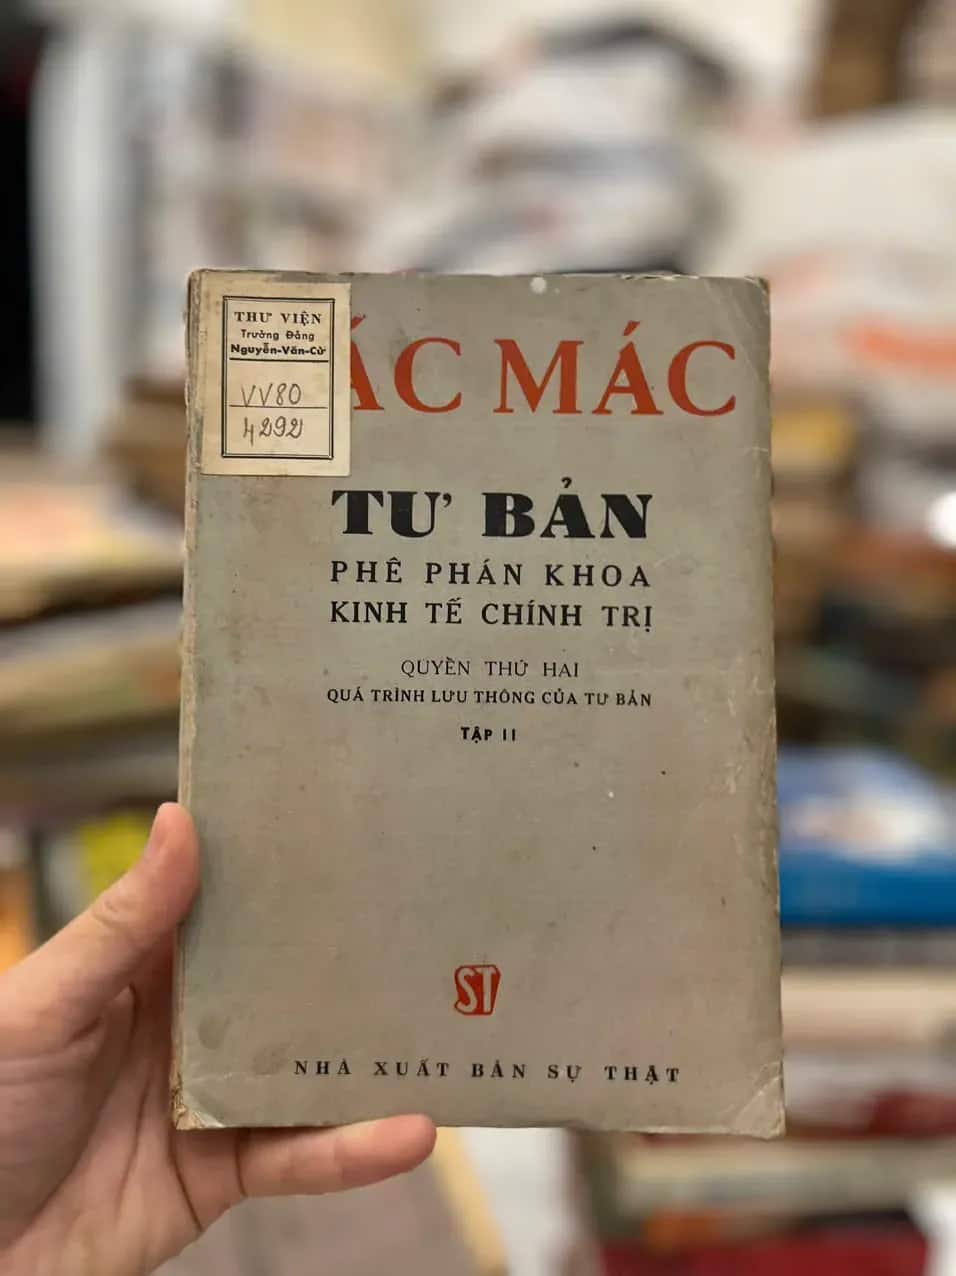 THƯ VIỆN
Trường Đảng
Nguyễn-Văn-Cừ
VV80
4292
ÁC MÁC
TƯ BẢN
PHÊ PHÁN KHOA
KINH TẾ CHÍNH TRỊ
QUYỂN THỨ HAI
QUÁ TRÌNH LƯU THÔNG CỦA TƯ BẢN
TẬP II
ST
NHÀ XUẤT BẢN SỰ THẬT